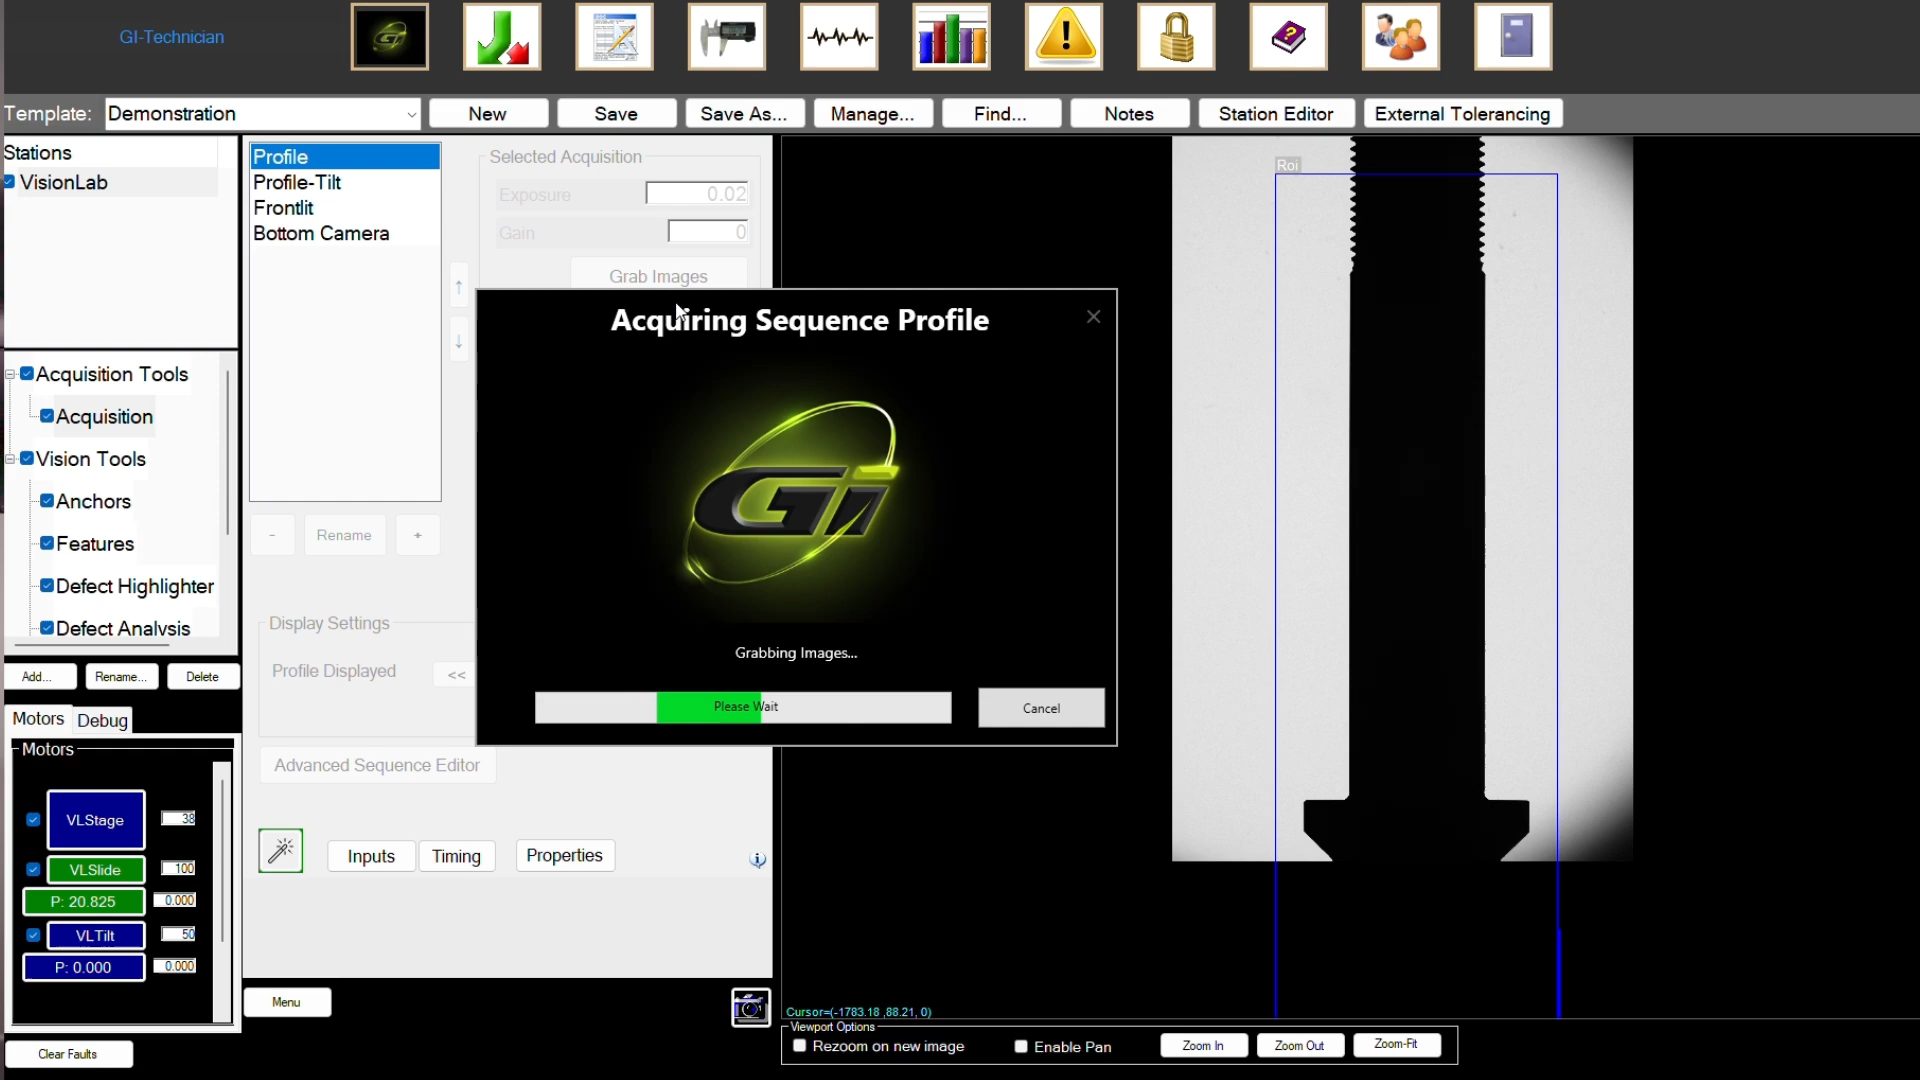 GI-Technician
Gi
Template:
Demonstration
New
Save
Save As...
Manage...
Find...
Notes
Station Editor
External Tolerancing
Stations
VisionLab
Profile
Profile-Tilt
Frontlit
Bottom Camera
Selected Acquisition
Exposure
0.02
Gain
0
Grab Images
Roi
Acquiring Sequence Profile
Gi
Grabbing Images...
Please Wait
Cancel
Acquisition Tools
Acquisition
Vision Tools
Anchors
Features
Defect Highlighter
Defect Analysis
-
Rename
+
Display Settings
Profile Displayed
<<
Add...
Rename...
Delete
Motors
Debug
Motors
VLStage
38
VLSlide
100
P: 20.825
0.000
VLTilt
50
P: 0.000
0.000
Advanced Sequence Editor
Inputs
Timing
Properties
Menu
Clear Faults
Cursor=(-1783.18 ,88.21, 0)
Viewport Options
Rezoom on new image
Enable Pan
Zoom In
Zoom Out
Zoom-Fit